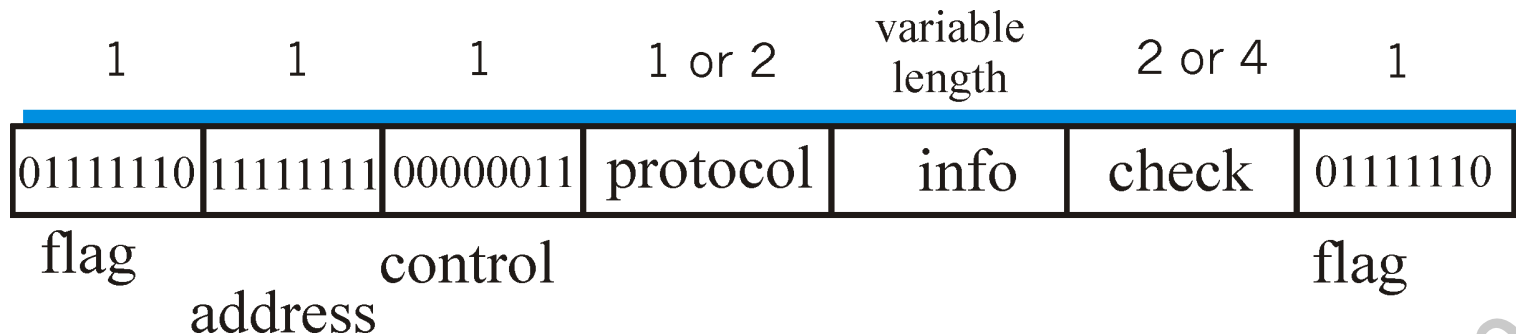 1 1 1 1 or 2 variable length 2 or 4 1
01111110 11111111 00000011 protocol info check 01111110
flag address control flag